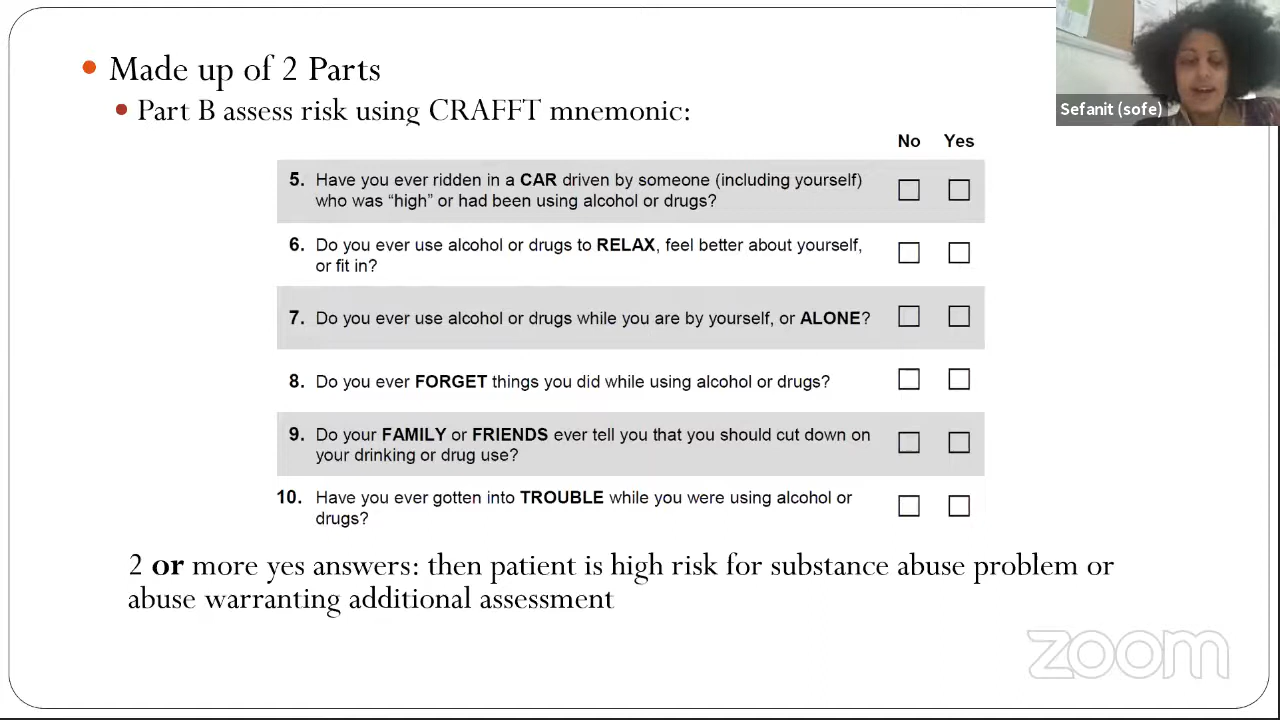 Made up of 2 Parts
Part B assess risk using CRAFFT mnemonic:
Sefanit (sofe)
No Yes
5. Have you ever ridden in a CAR driven by someone (including yourself)
who was “high” or had been using alcohol or drugs?
6. Do you ever use alcohol or drugs to RELAX, feel better about yourself,
or fit in?
7. Do you ever use alcohol or drugs while you are by yourself, or ALONE?
8. Do you ever FORGET things you did while using alcohol or drugs?
9. Do your FAMILY or FRIENDS ever tell you that you should cut down on
your drinking or drug use?
10. Have you ever gotten into TROUBLE while you were using alcohol or
drugs?
2 or more yes answers: then patient is high risk for substance abuse problem or
abuse warranting additional assessment
zoom